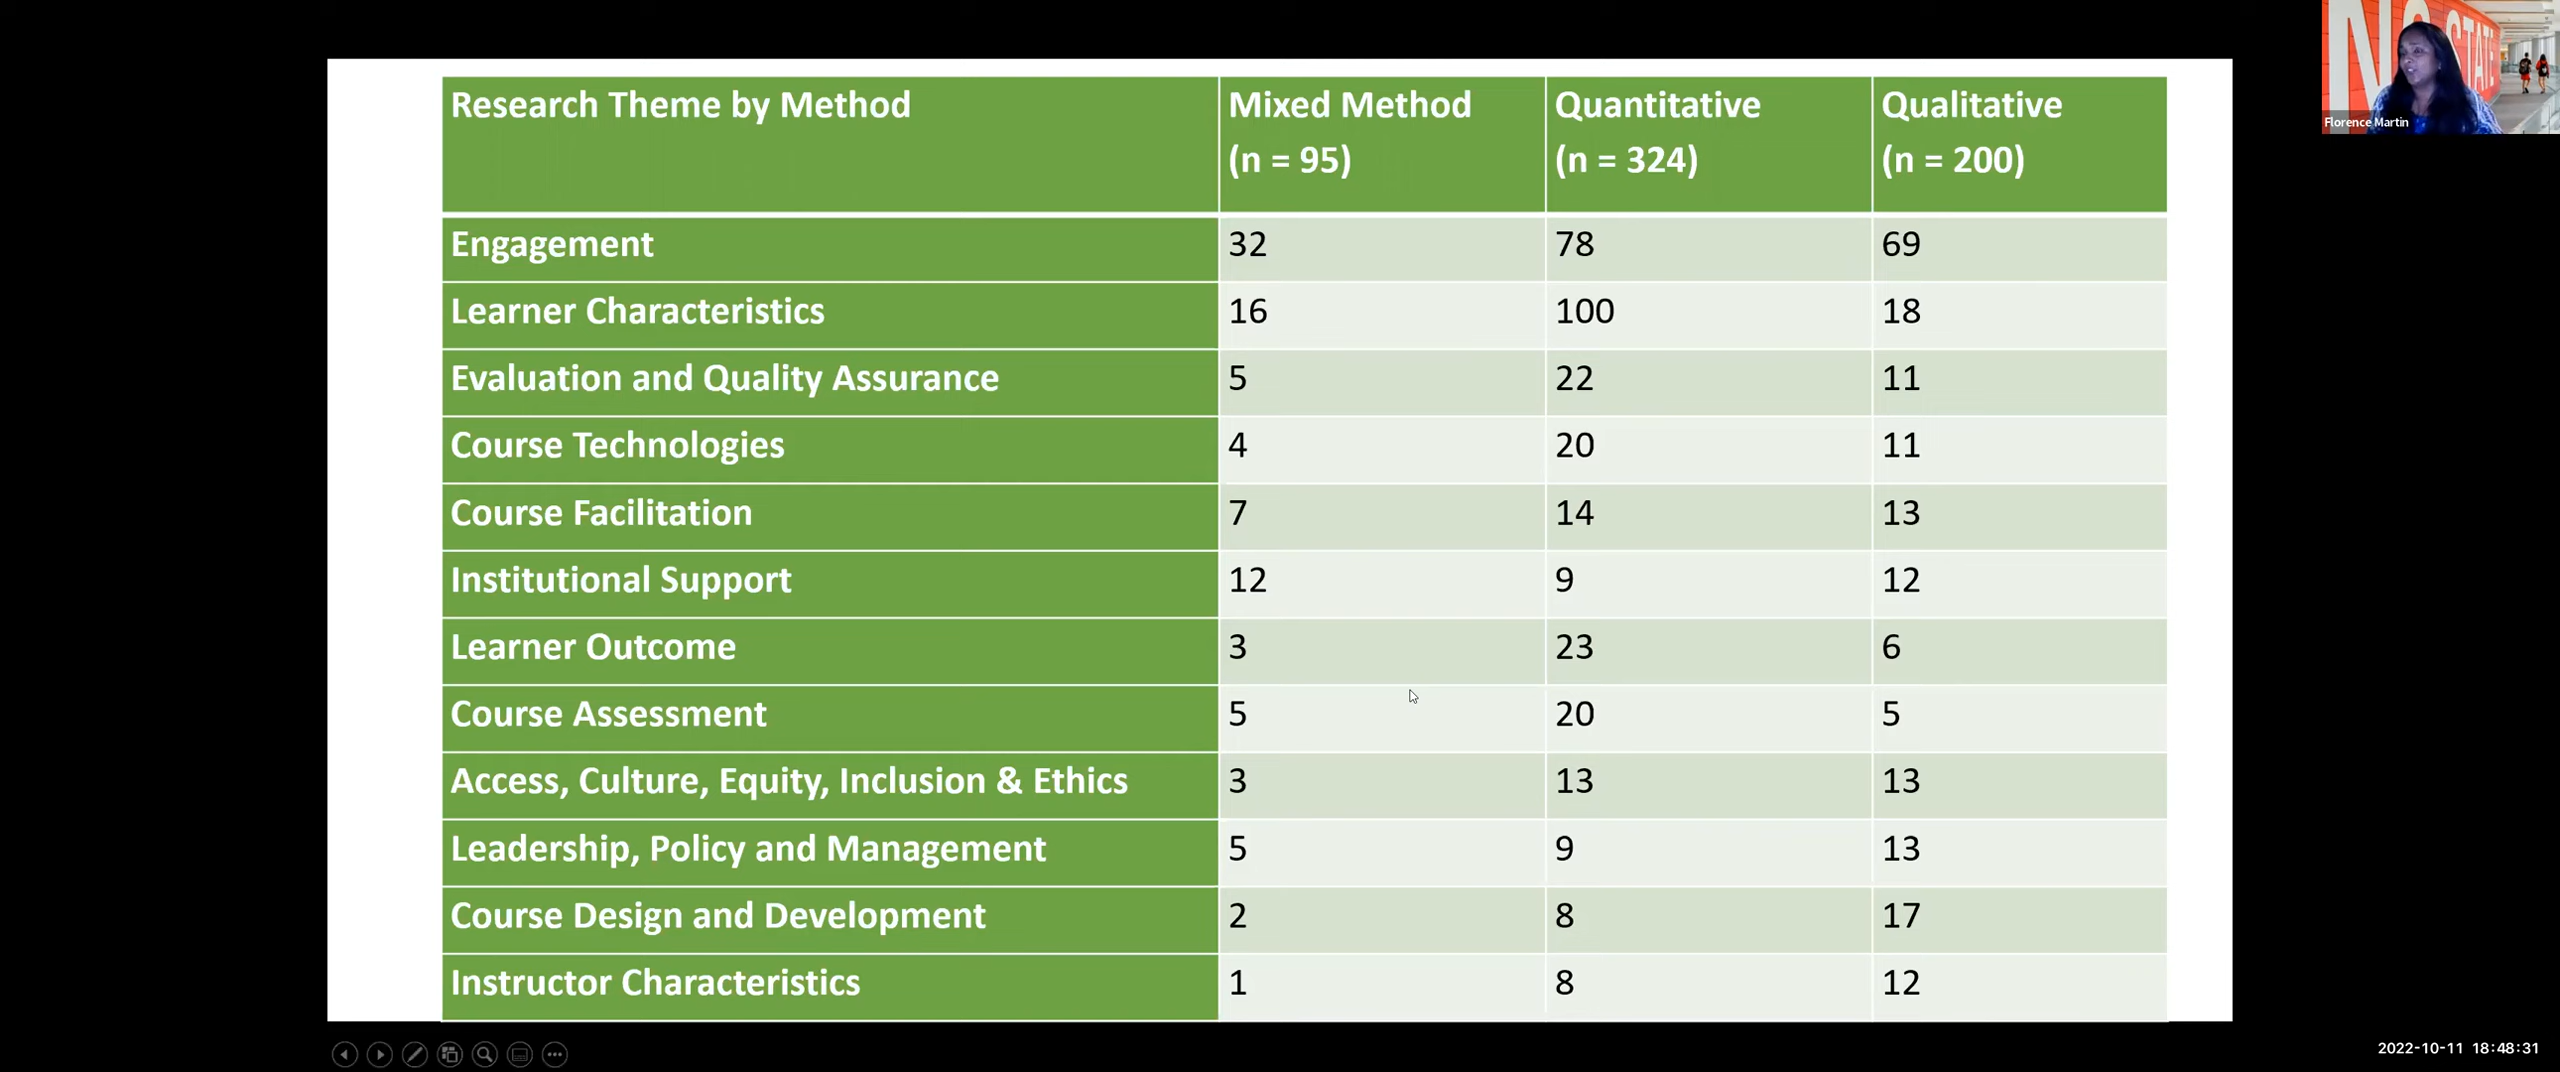 Research Theme by Method
Mixed Method
(n = 95)
Quantitative
(n = 324)
Qualitative
(n = 200)
Engagement 32 78 69
Learner Characteristics 16 100 18
Evaluation and Quality Assurance 5 22 11
Course Technologies 4 20 11
Course Facilitation 7 14 13
Institutional Support 12 9 12
Learner Outcome 3 23 6
Course Assessment 5 20 5
Access, Culture, Equity, Inclusion & Ethics 3 13 13
Leadership, Policy and Management 5 9 13
Course Design and Development 2 8 17
Instructor Characteristics 1 8 12
NC STATE
Florence Martin
2022-10-11 18:48:31